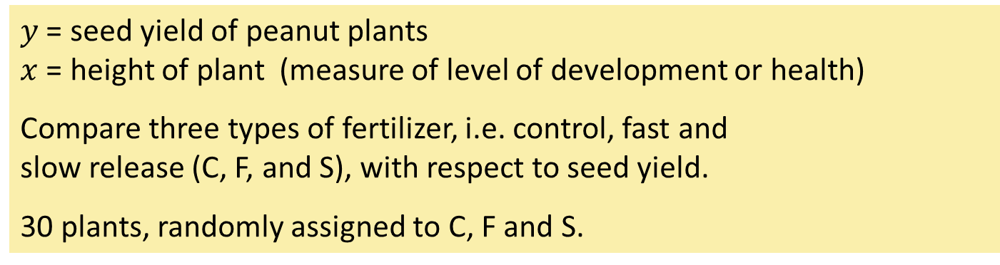 y = seed yield of peanut plants
x = height of plant (measure of level of development or health)
Compare three types of fertilizer, i.e. control, fast and
slow release (C, F, and S), with respect to seed yield.
30 plants, randomly assigned to C, F and S.